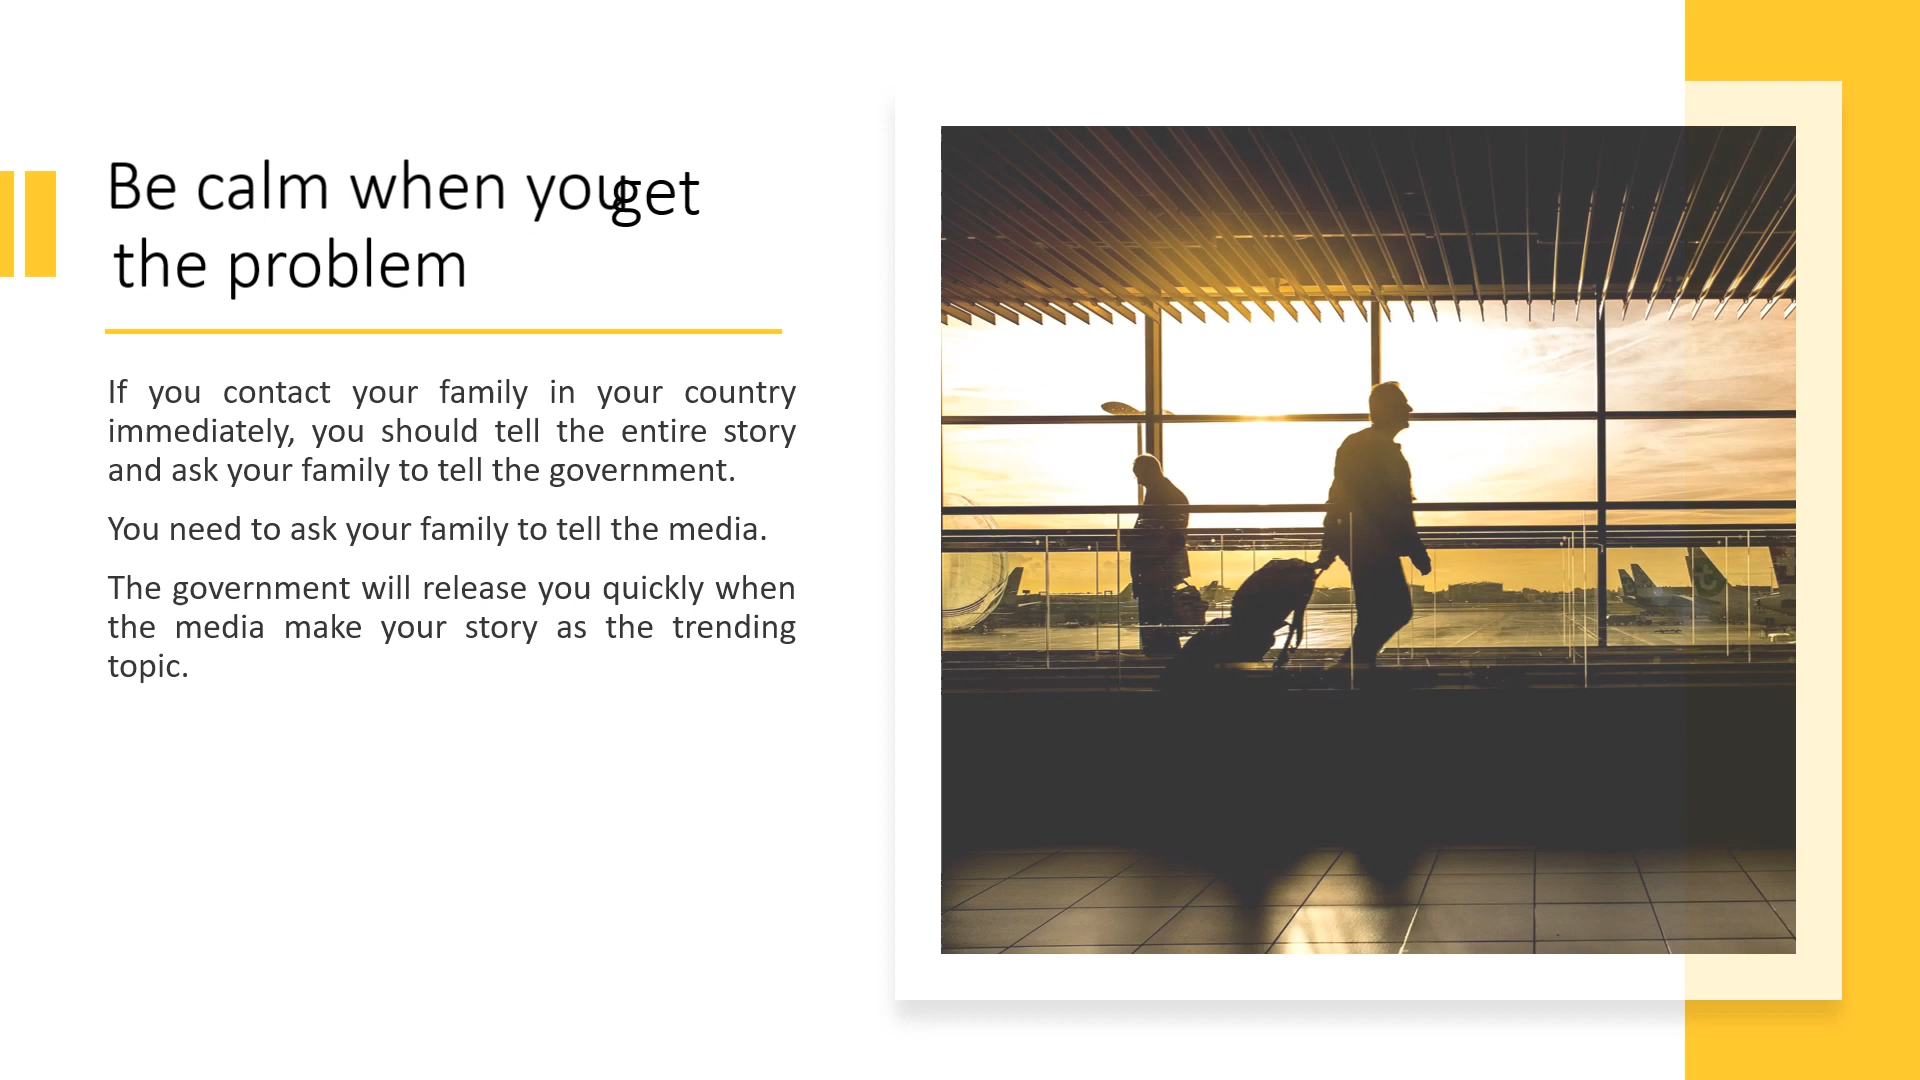 Be calm when you get
the problem
If you contact your family in your country
immediately, you should tell the entire story
and ask your family to tell the government.
You need to ask your family to tell the media.
The government will release you quickly when
the media make your story as the trending
topic.